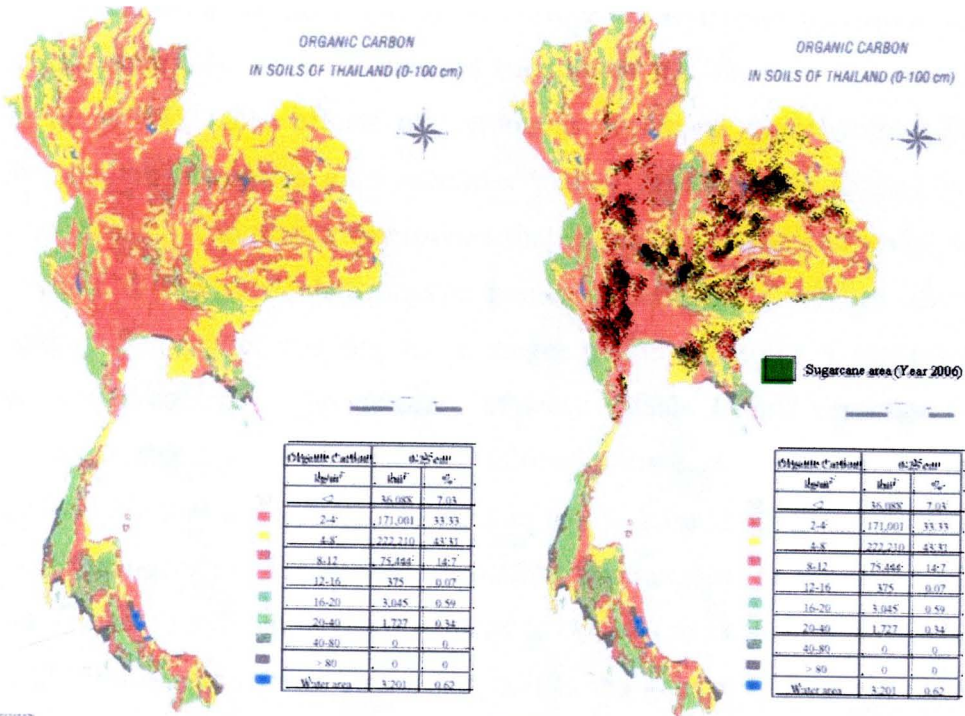 ORGANIC CARBON
IN SOILS OF THAILAND (0-100 cm)
Organic Carbon
<2 36,088 7.03
2-4 171,001 33.33
4-8 222,210 43.31
8-12 75,444 14.7
12-16 375 0.07
16-20 3,045 0.59
20-40 1,727 0.34
40-80 0 0
> 80 0 0
Water area 3,201 0.62
ORGANIC CARBON
IN SOILS OF THAILAND (0-100 cm)
Sugarcane area (Year 2006)
Organic Carbon
<2 36,088 7.03
2-4 171,001 33.33
4-8 222,210 43.31
8-12 75,444 14.7
12-16 375 0.07
16-20 3,045 0.59
20-40 1,727 0.34
40-80 0 0
> 80 0 0
Water area 3,201 0.62